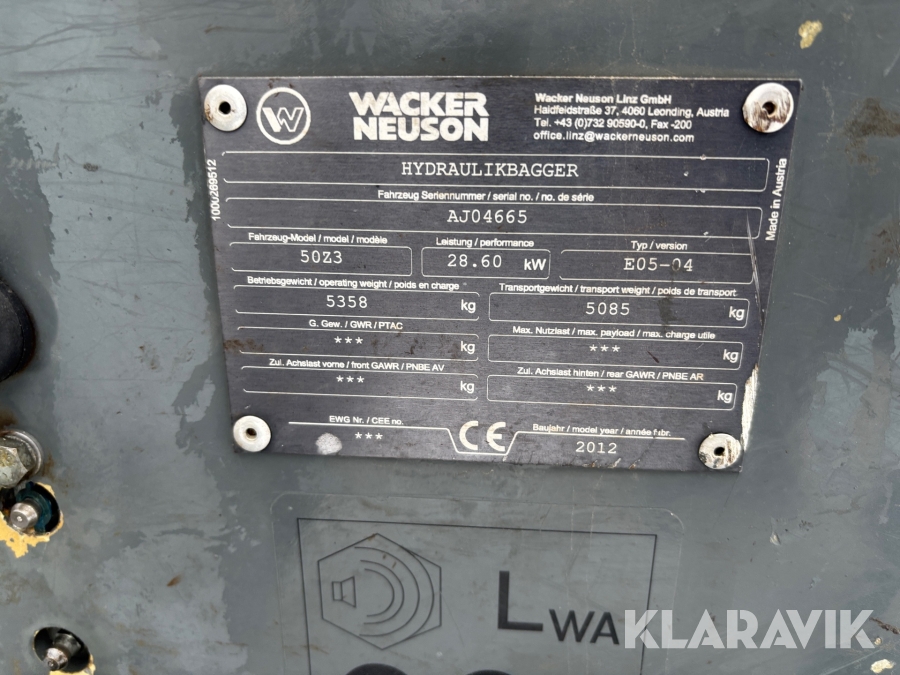 W
WACKER
NEUSON
Wacker Neuson Linz GmbH
Haidfeldstraße 37, 4060 Leonding, Austria
Tel. +43 (0)732 90590-0, Fax -200
office.linz@wackerneuson.com
HYDRAULIKBAGGER
Fahrzeug Seriennummer / serial no. / no. de série
AJ04665
Fahrzeug-Model / model / modèle
50Z3
Leistung / performance
28.60 kW
Typ / version
E05-04
Betriebsgewicht / operating weight / poids en charge
5358 kg
Transportgewicht / transport weight / poids de transport
5085 kg
G. Gew. / GWR / PTAC
*** kg
Max. Nutzlast / max. payload / max. charge utile
*** kg
Zul. Achslast vorne / front GAWR / PNBE AV
*** kg
Zul. Achslast hinten / rear GAWR / PNBE AR
*** kg
EWG Nr. / CEE no.
***
CE
Baujahr / model year / année fabr.
2012
1000269512
Made in Austria
LWA
KLARAVIK